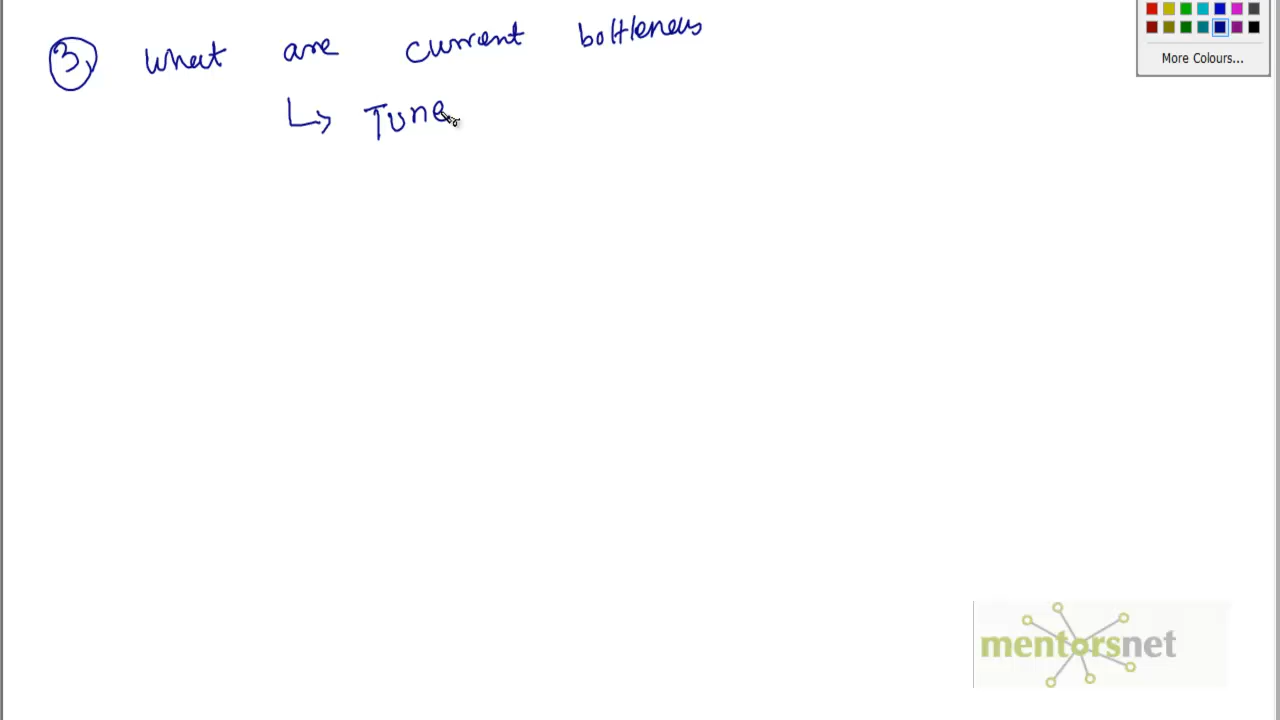 3, What are current bottlenecks
↳ Tune
More Colours...
mentorsnet